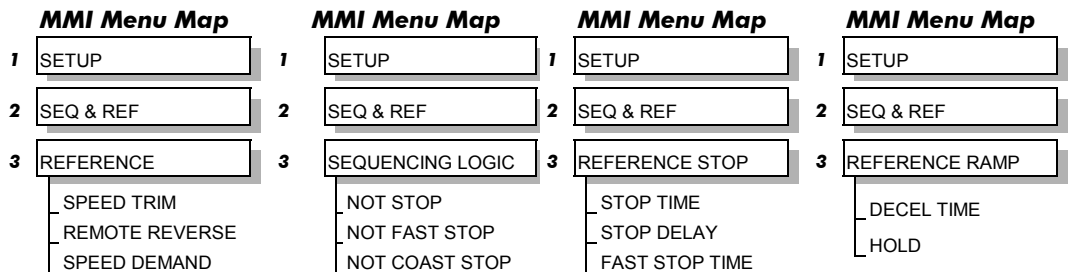 MMI Menu Map
1 SETUP
2 SEQ & REF
3 REFERENCE
SPEED TRIM
REMOTE REVERSE
SPEED DEMAND
MMI Menu Map
1 SETUP
2 SEQ & REF
3 SEQUENCING LOGIC
NOT STOP
NOT FAST STOP
NOT COAST STOP
MMI Menu Map
1 SETUP
2 SEQ & REF
3 REFERENCE STOP
STOP TIME
STOP DELAY
FAST STOP TIME
MMI Menu Map
1 SETUP
2 SEQ & REF
3 REFERENCE RAMP
DECEL TIME
HOLD